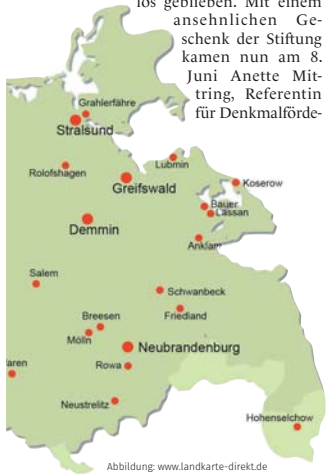 los geblieben. Mit einem
ansehnlichen Ge-
schenk der Stiftung
kamen nun am 8.
Juni Anette Mit-
tring, Referentin
für Denkmalförde-
Grahlerfähre
Stralsund
Rolofshagen
Lubmin
Greifswald
Koserow
Bauer
Lassan
Demmin
Anklam
Salem
Schwanbeck
Breesen
Friedland
Mölln
Neubrandenburg
Rowa
aren
Neustrelitz
Hohenselchow
Abbildung: www.landkarte-direkt.de